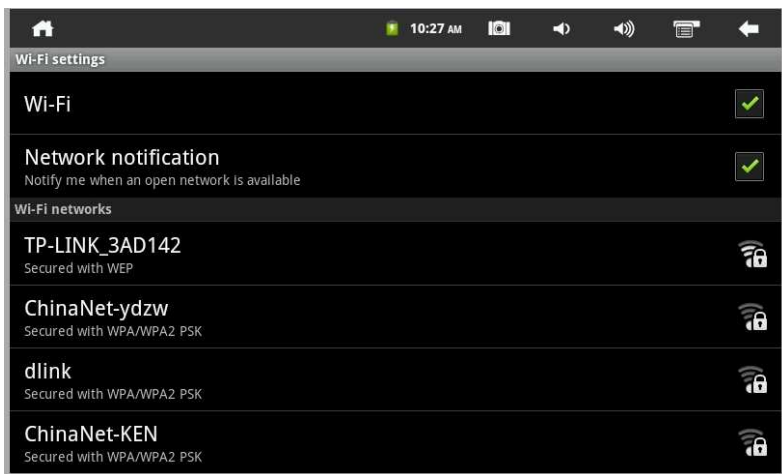 10:27 AM
Wi-Fi settings
Wi-Fi
Network notification
Notify me when an open network is available
Wi-Fi networks
TP-LINK_3AD142
Secured with WEP
ChinaNet-ydzw
Secured with WPA/WPA2 PSK
dlink
Secured with WPA/WPA2 PSK
ChinaNet-KEN
Secured with WPA/WPA2 PSK